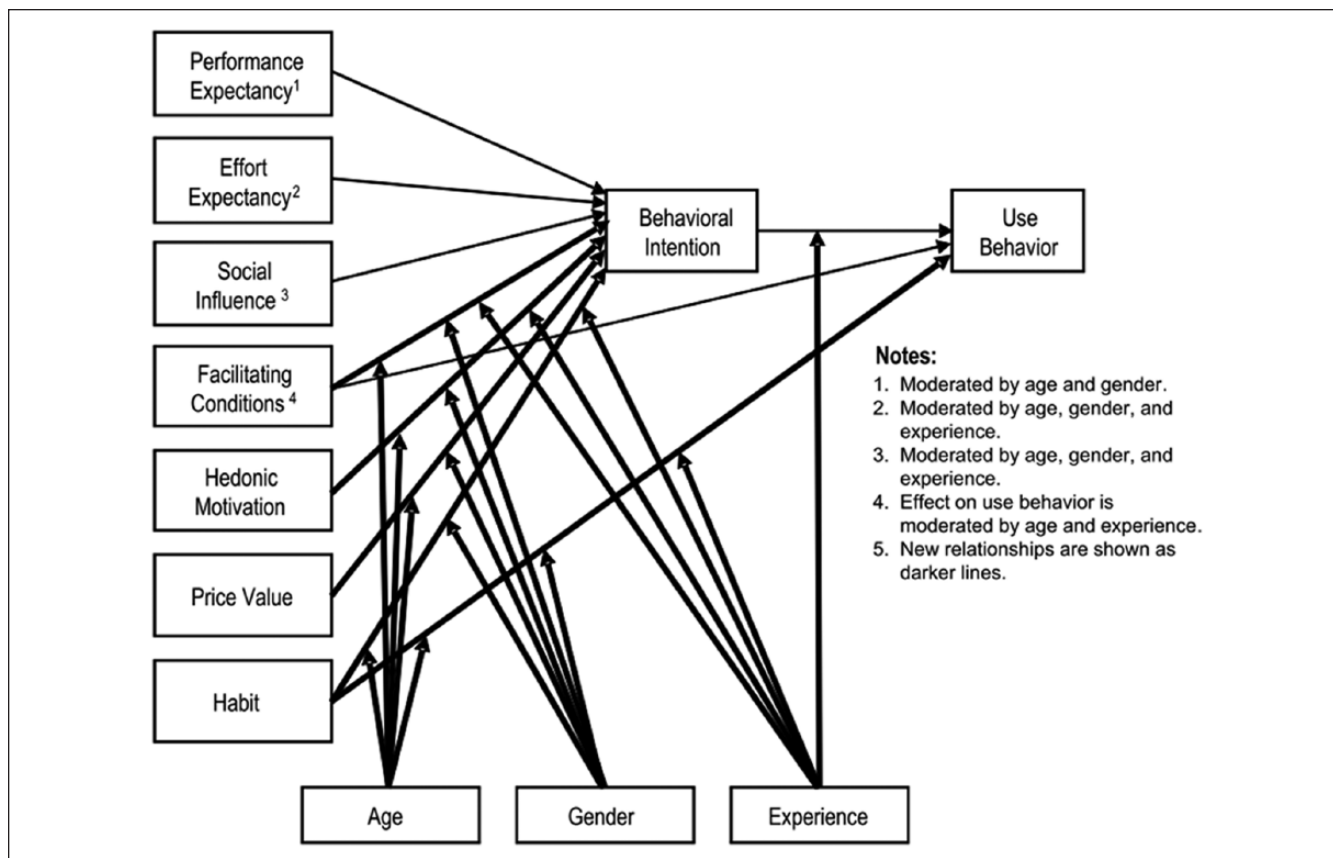 Performance
Expectancy1
Effort
Expectancy2
Social
Influence 3
Facilitating
Conditions 4
Hedonic
Motivation
Price Value
Habit
Behavioral
Intention
Use
Behavior
Notes:
1. Moderated by age and gender.
2. Moderated by age, gender, and
experience.
3. Moderated by age, gender, and
experience.
4. Effect on use behavior is
moderated by age and experience.
5. New relationships are shown as
darker lines.
Age
Gender
Experience